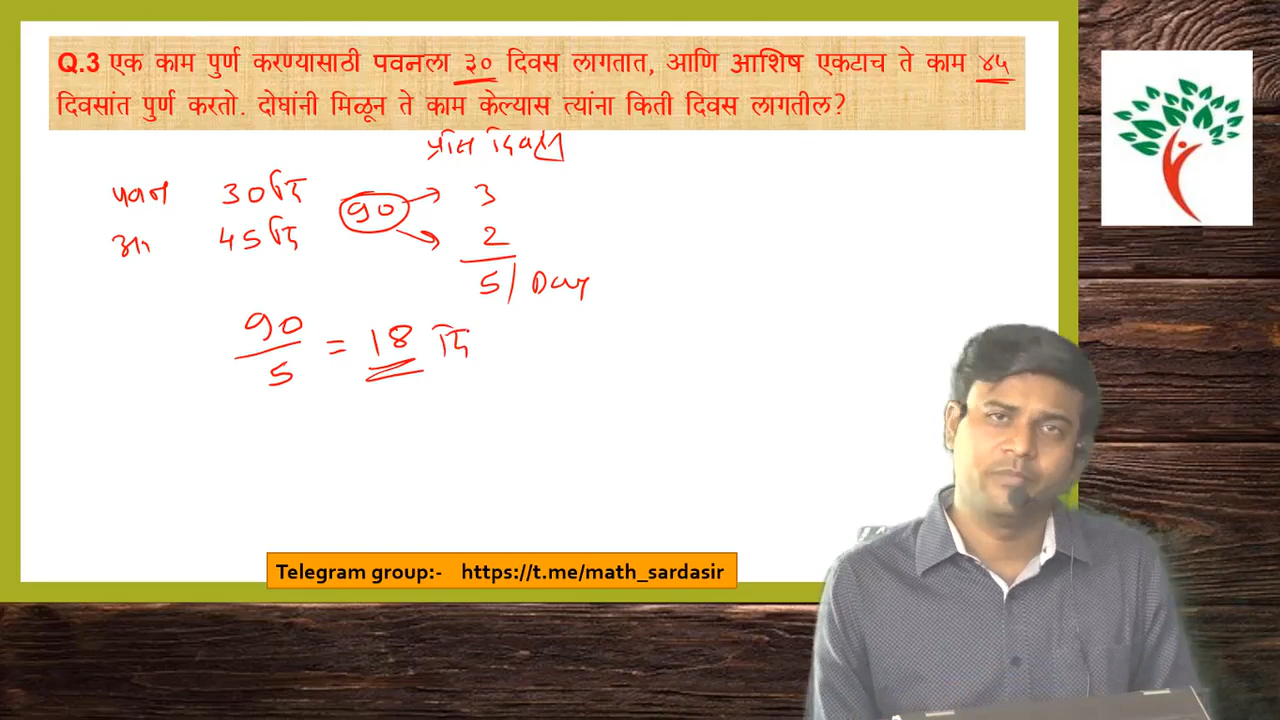 Q.3 एक काम पुर्ण करण्यासाठी पवनला ३० दिवस लागतात, आणि आशिष एकटाच ते काम ४५
दिवसांत पुर्ण करतो. दोघांनी मिळून ते काम केल्यास त्यांना किती दिवस लागतील?
प्रति दिवस
पवन 30 दि 90 3
आ 45 दि 2
5/Day
90/5 = 18 दि
Telegram group:- https://t.me/math_sardasir